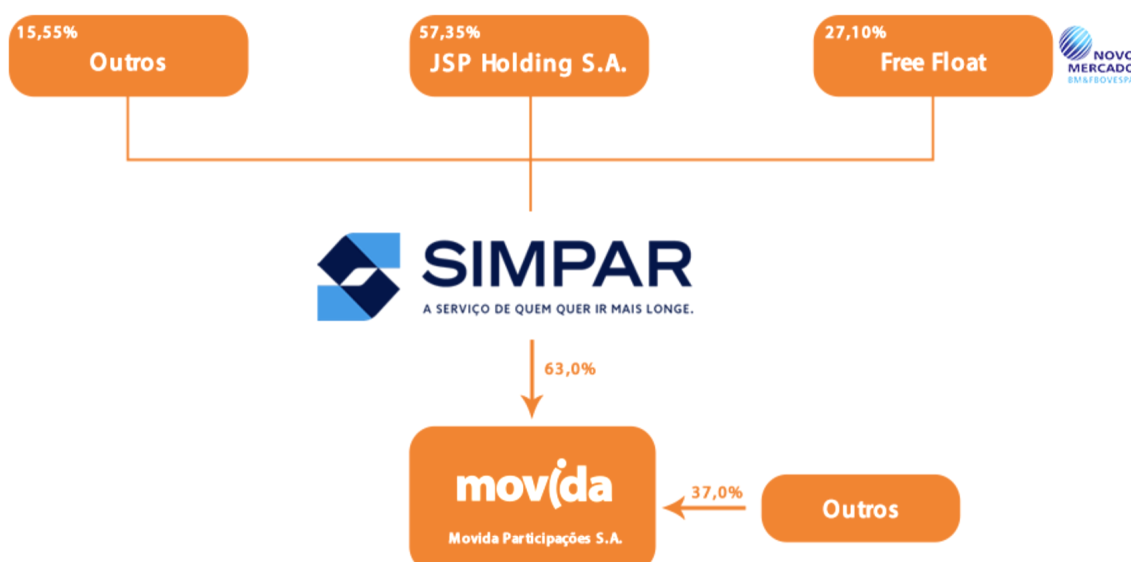 15,55%
Outros
57,35%
JSP Holding S.A.
27,10%
Free Float
NOVO
MERCADO
BM&FBOVESPA
SIMPAR
A SERVIÇO DE QUEM QUER IR MAIS LONGE.
63,0%
movida
Movida Participações S.A.
37,0%
Outros